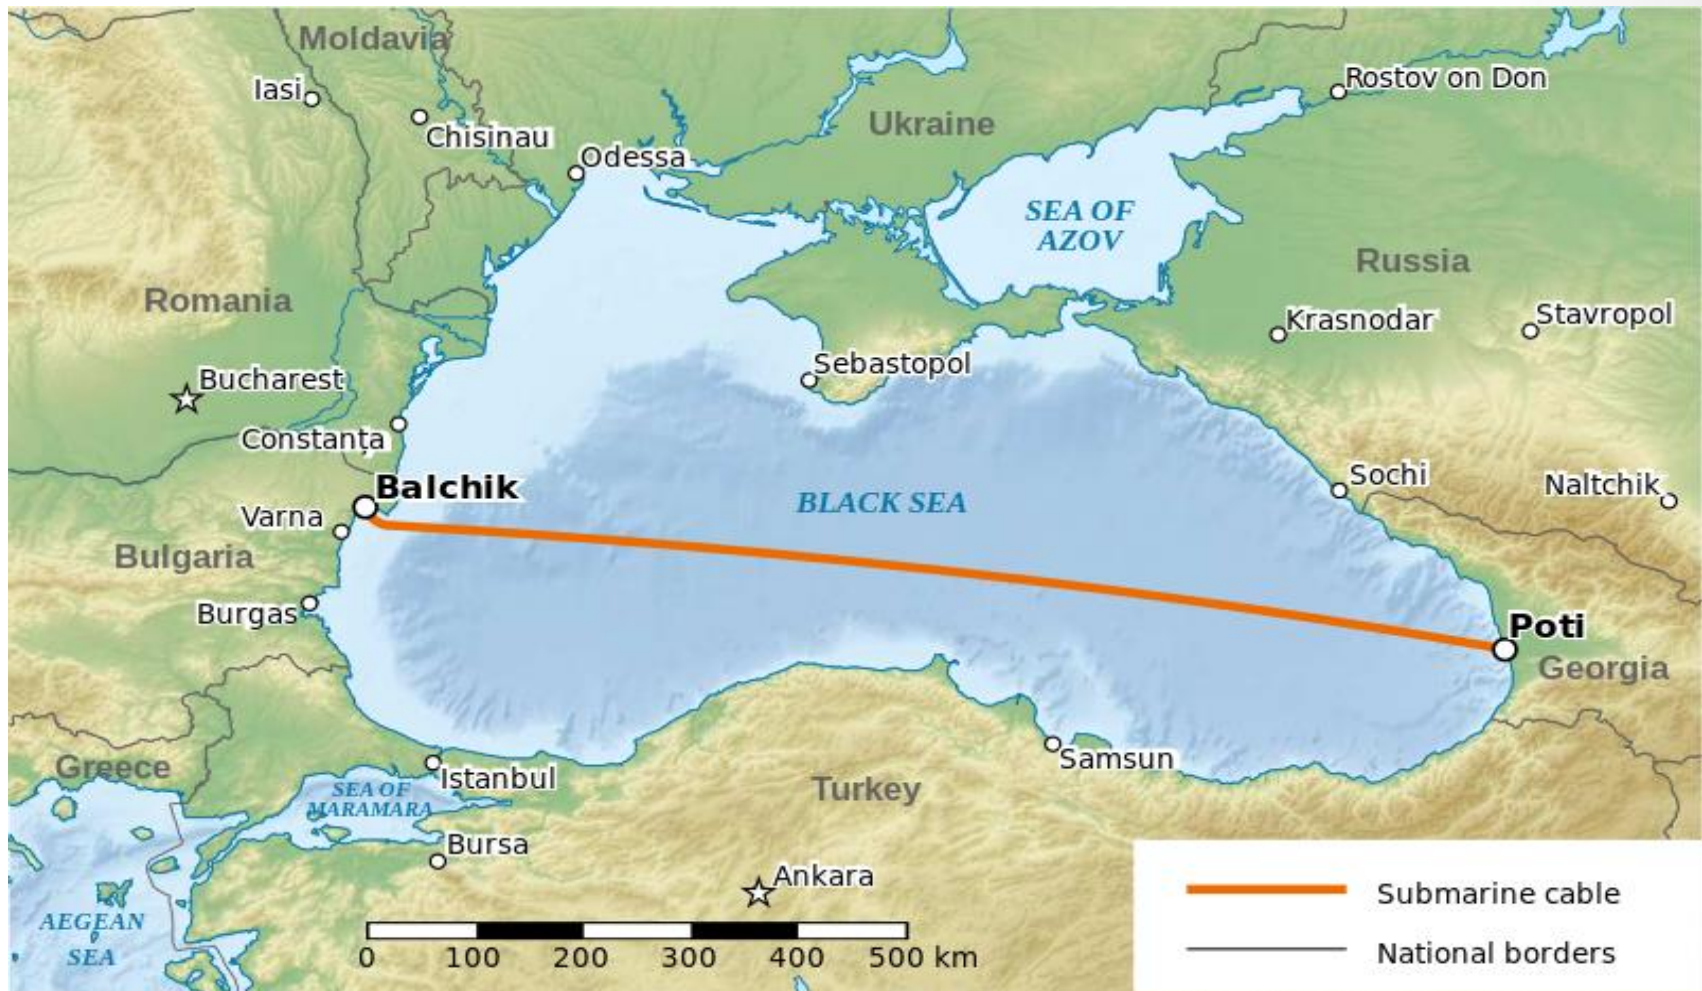 Moldavia
Iasi
Chisinau
Odessa
Ukraine
Rostov on Don
SEA OF
AZOV
Russia
Romania
Krasnodar
Stavropol
Bucharest
Sebastopol
Constanța
Balchik
BLACK SEA
Sochi
Naltchik
Varna
Bulgaria
Burgas
Poti
Georgia
Greece
Istanbul
SEA OF
MARAMARA
Samsun
Turkey
Bursa
Ankara
AEGEAN
SEA
0 100 200 300 400 500 km
Submarine cable
National borders